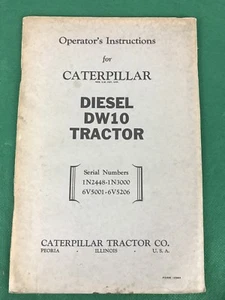 Operator's Instructions
for
CATERPILLAR
DIESEL
DW10
TRACTOR
Serial Numbers
1N2448-1N3000
6V5001-6V5206
CATERPILLAR TRACTOR CO.
PEORIA - ILLINOIS - U. S. A.